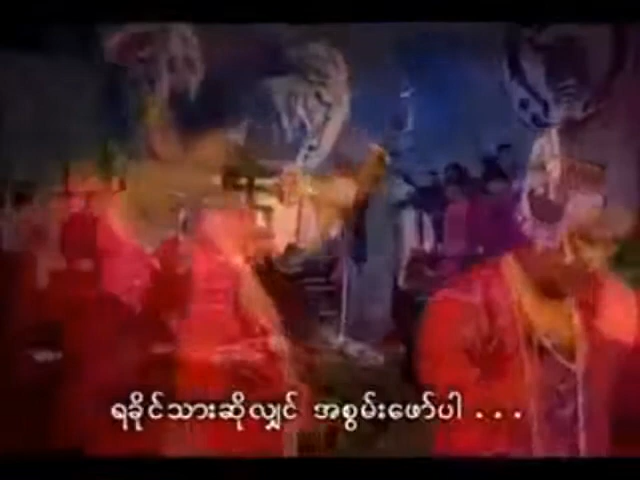 ရခိုင်သားဆိုလျှင် အစွမ်းဖော်ပါ . . .